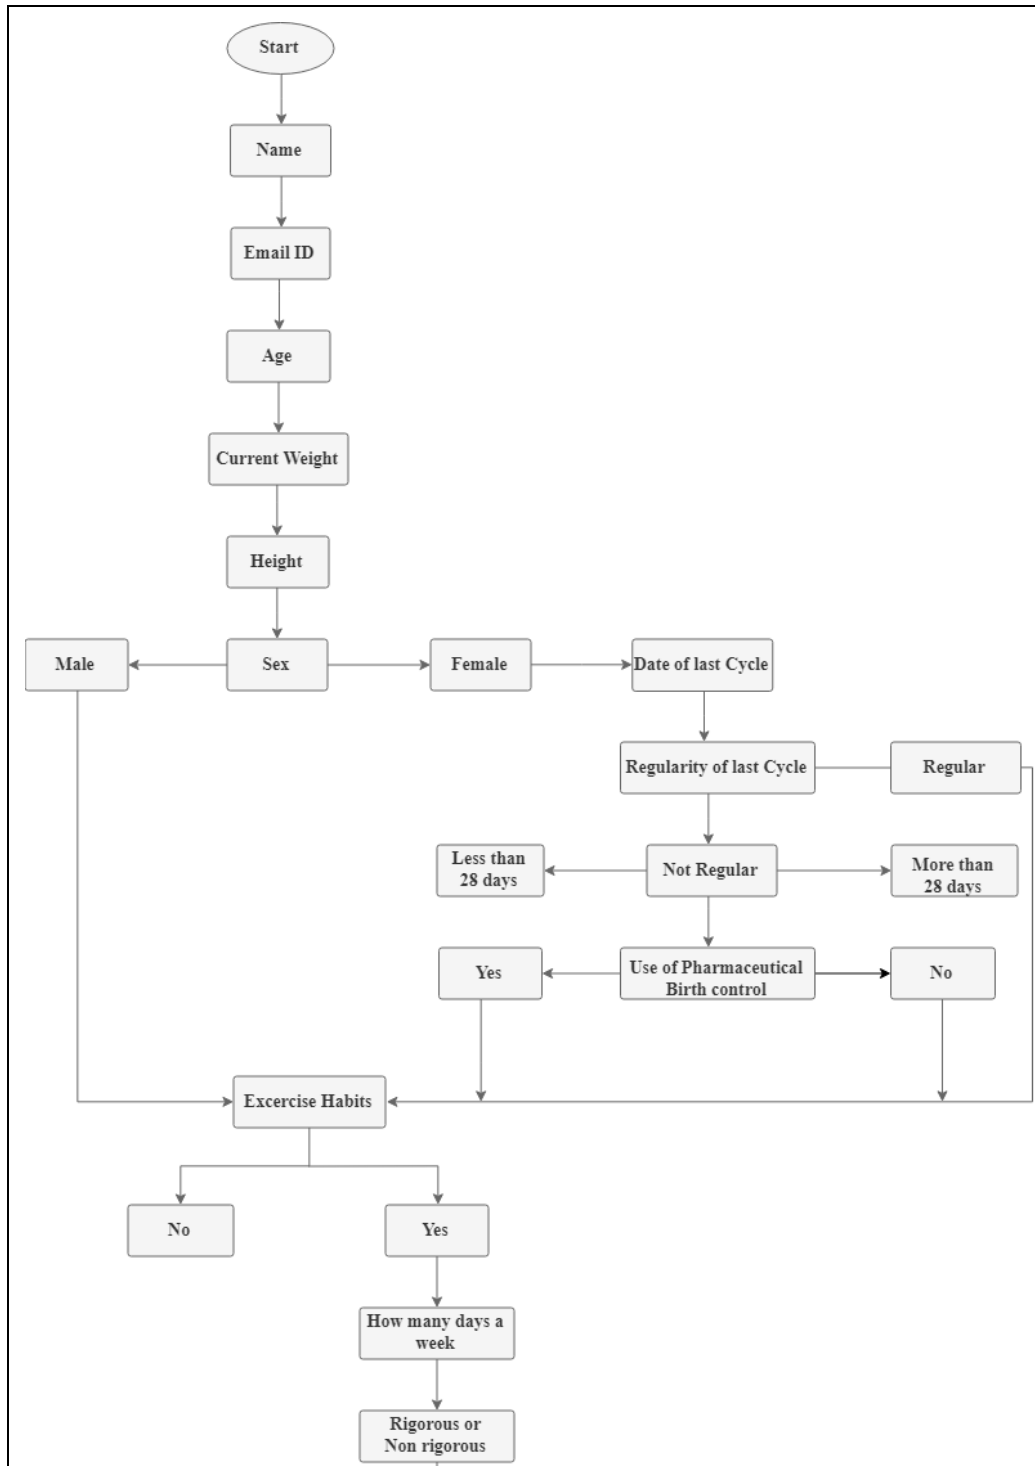 Start
Name
Email ID
Age
Current Weight
Height
Male
Sex
Female
Date of last Cycle
Regularity of last Cycle
Regular
Less than
28 days
Not Regular
More than
28 days
Yes
Use of Pharmaceutical
Birth control
No
Excercise Habits
No
Yes
How many days a
week
Rigorous or
Non rigorous